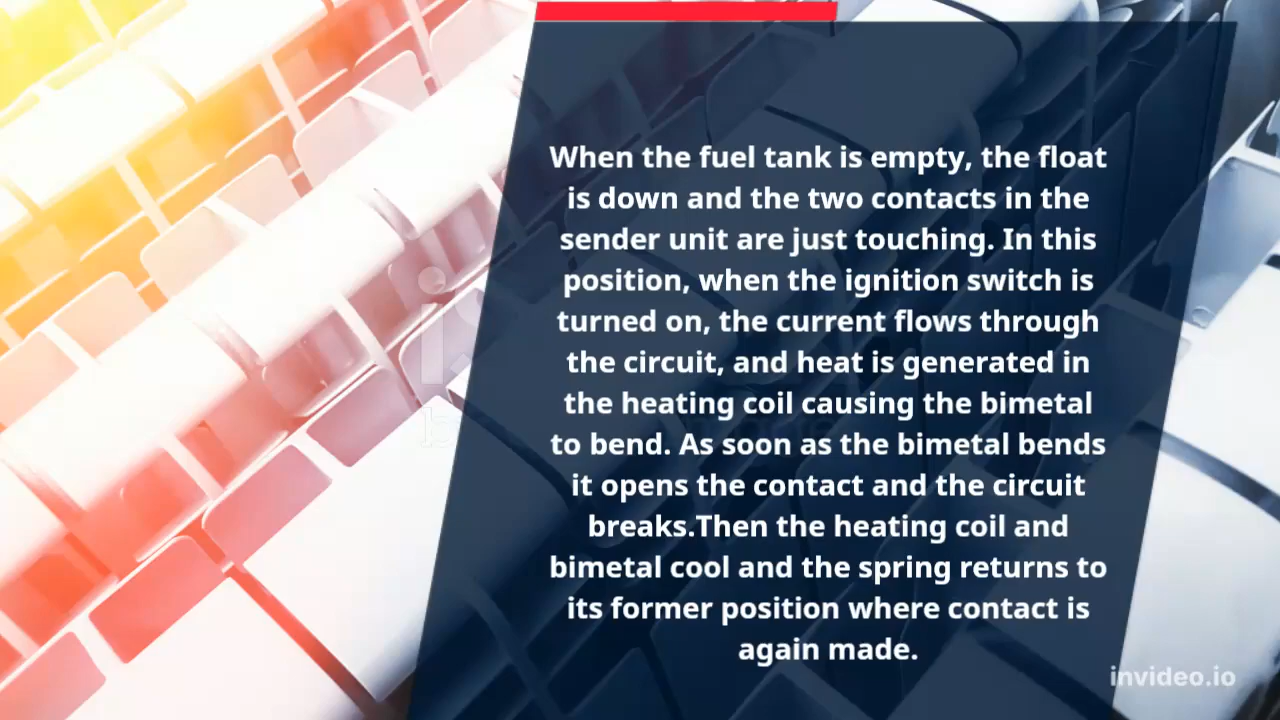 When the fuel tank is empty, the float
is down and the two contacts in the
sender unit are just touching. In this
position, when the ignition switch is
turned on, the current flows through
the circuit, and heat is generated in
the heating coil causing the bimetal
to bend. As soon as the bimetal bends
it opens the contact and the circuit
breaks.Then the heating coil and
bimetal cool and the spring returns to
its former position where contact is
again made.
invideo.io